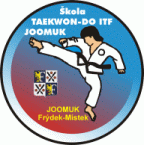 Škola
TAEKWON-DO ITF
JOOMUK
JOOMUK
Frýdek-Místek